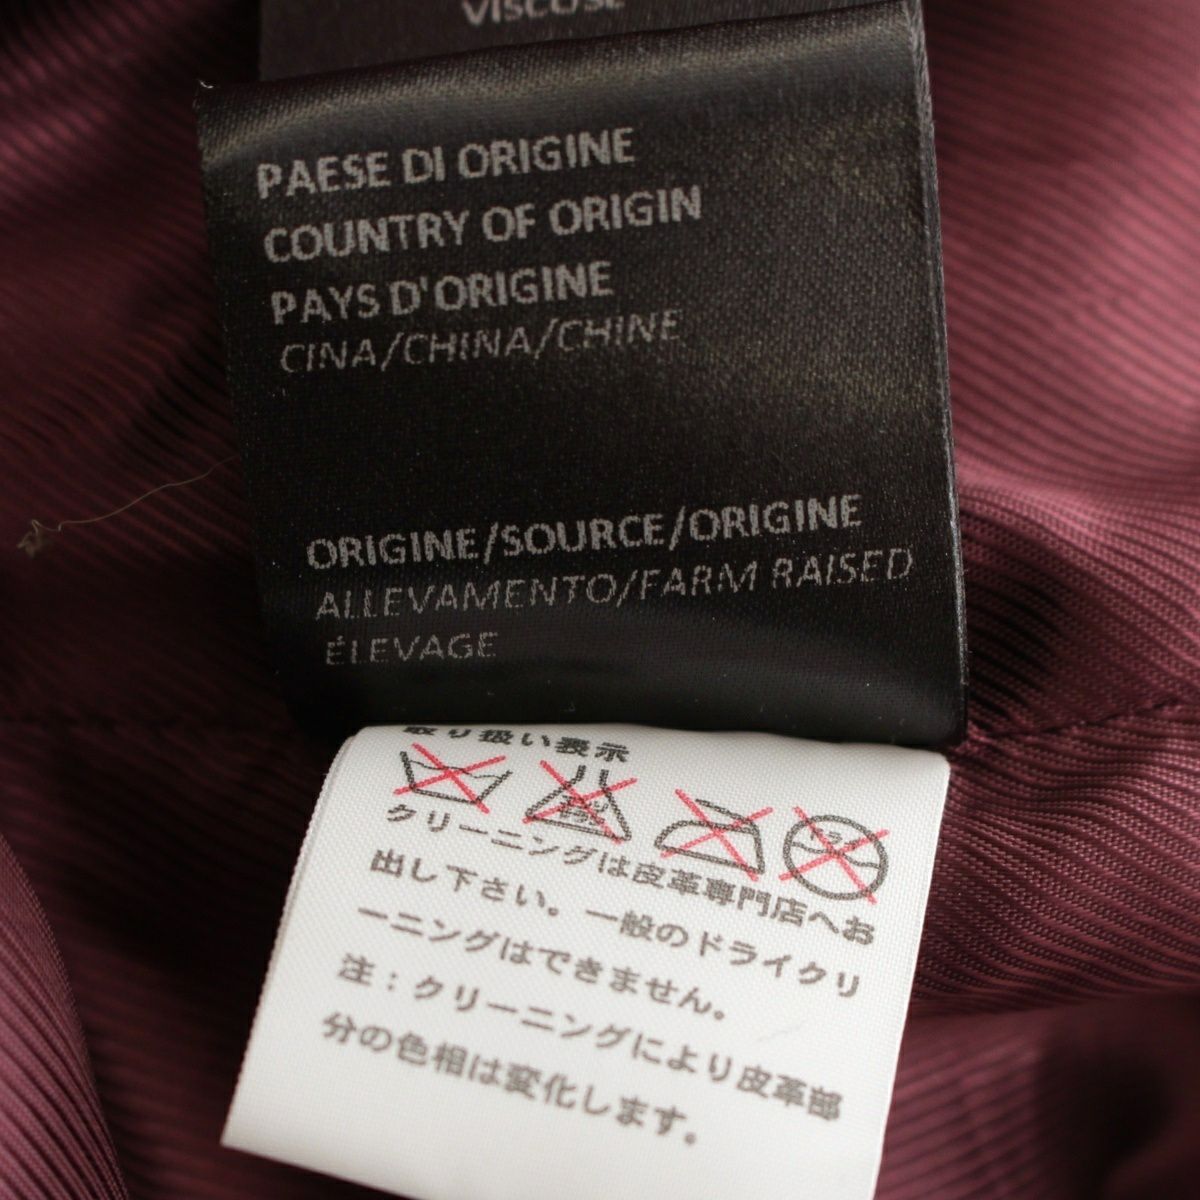 VISCOSE
PAESE DI ORIGINE
COUNTRY OF ORIGIN
PAYS D'ORIGINE
CINA/CHINA/CHINE
ORIGINE/SOURCE/ORIGINE
ALLEVAMENTO/FARM RAISED
ÉLEVAGE
取り扱い表示
クリーニングは皮革専門店へお
出し下さい。一般のドライクリ
ーニングはできません。
注：クリーニングにより皮革部
分の色相は変化します。